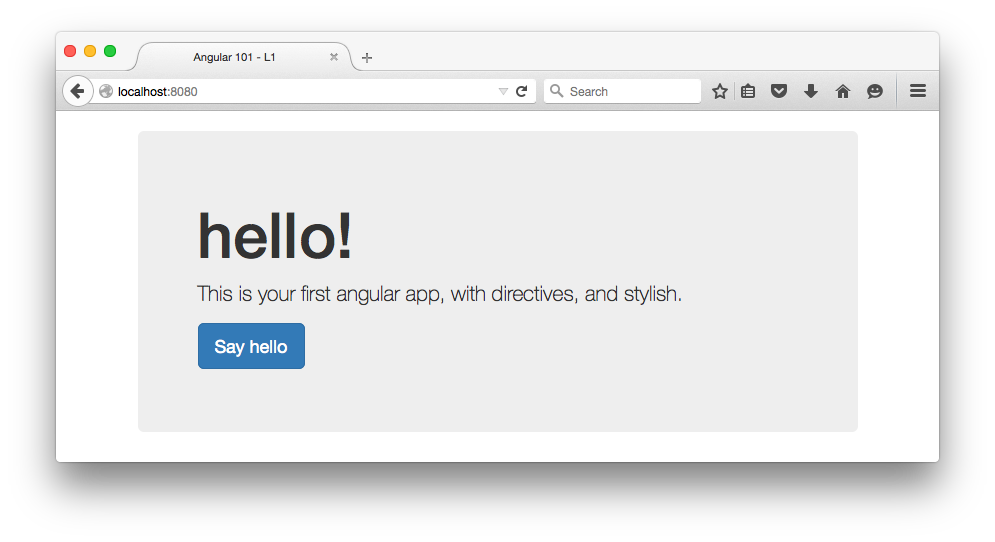 Angular 101 - L1
localhost:8080
Search
hello!
This is your first angular app, with directives, and stylish.
Say hello